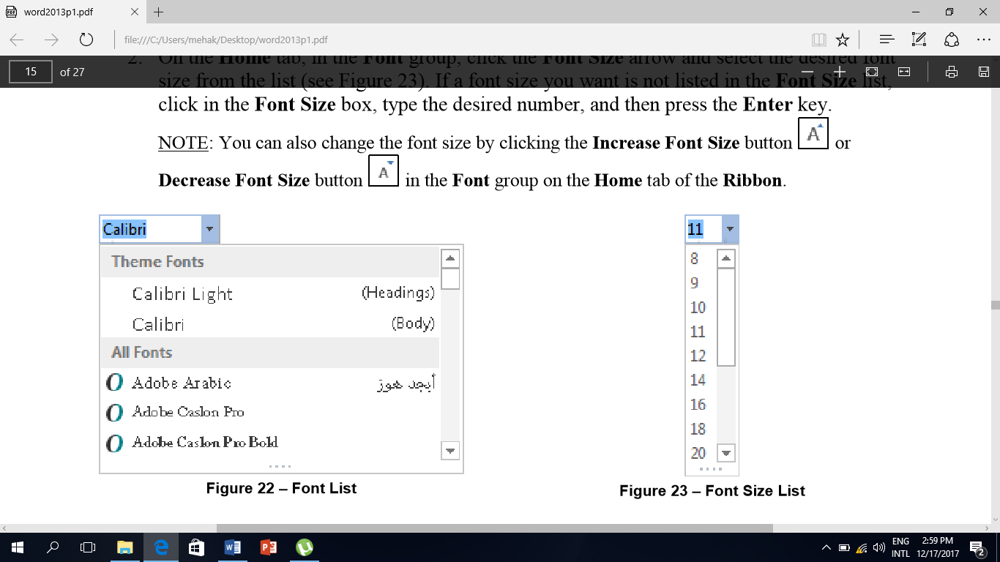 word2013p1.pdf
file:///C:/Users/mehak/Desktop/word2013p1.pdf
2. On the Home tab, in the Font group, click the Font Size arrow and select the desired font
15 of 27
size from the list (see Figure 23). If a font size you want is not listed in the Font Size list,
click in the Font Size box, type the desired number, and then press the Enter key.
NOTE: You can also change the font size by clicking the Increase Font Size button A or
Decrease Font Size button A in the Font group on the Home tab of the Ribbon.
Calibri
Theme Fonts
Calibri Light (Headings)
Calibri (Body)
All Fonts
O Adobe Arabic أبجد هوز
O Adobe Caslon Pro
O Adobe Caslon Pro Bold
Figure 22 – Font List
11
8
9
10
11
12
14
16
18
20
Figure 23 – Font Size List
ENG 2:59 PM
INTL 12/17/2017 2